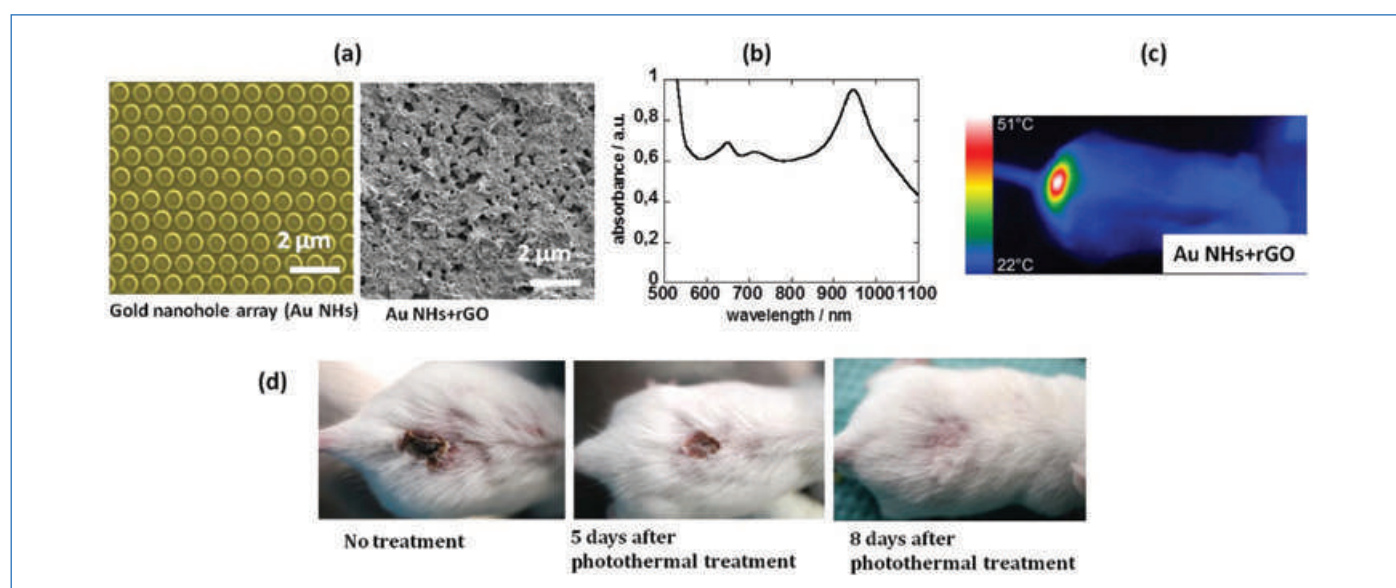 (a)
(b)
(c)
2 μm
2 μm
Gold nanohole array (Au NHs)
Au NHs+rGO
absorbance / a.u.
1
0,8
0,6
0,4
0,2
0
500 600 700 800 900 1000 1100
wavelength / nm
51°C
22°C
Au NHs+rGO
(d)
No treatment
5 days after
photothermal treatment
8 days after
photothermal treatment